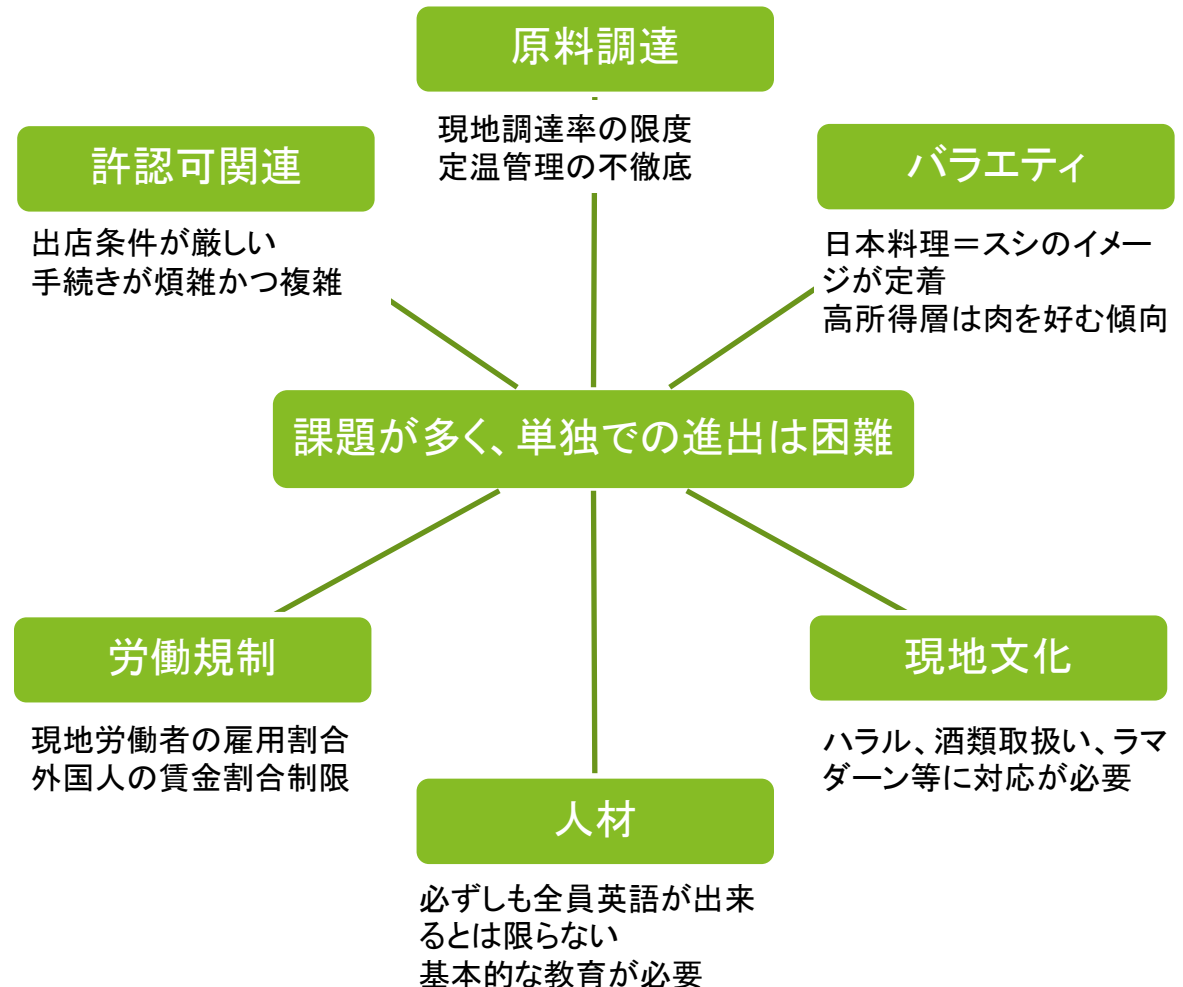 原料調達
現地調達率の限度
定温管理の不徹底
許認可関連
出店条件が厳しい
手続きが煩雑かつ複雑
バラエティ
日本料理＝スシのイメー
ジが定着
高所得層は肉を好む傾向
課題が多く、単独での進出は困難
労働規制
現地労働者の雇用割合
外国人の賃金割合制限
人材
必ずしも全員英語が出来
るとは限らない
基本的な教育が必要
現地文化
ハラル、酒類取扱い、ラマ
ダーン等に対応が必要